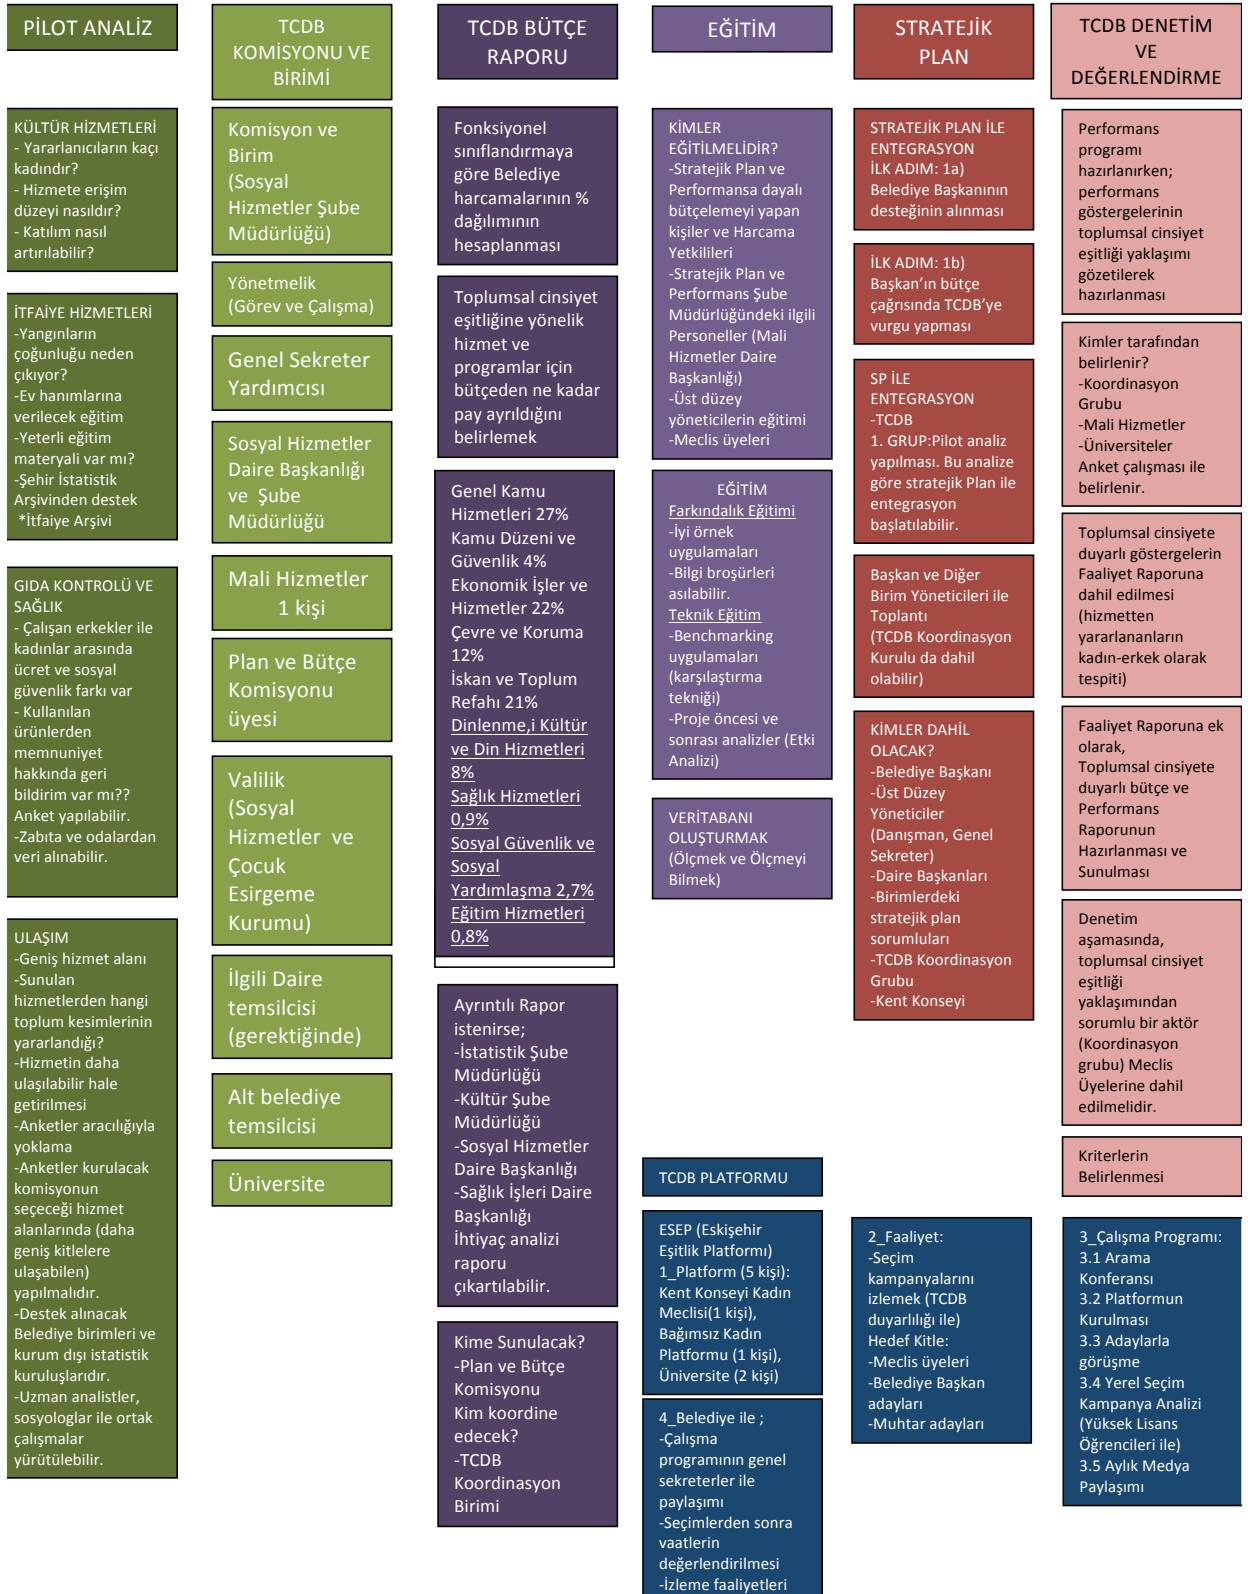 PİLOT ANALİZ
KÜLTÜR HİZMETLERİ
- Yararlanıcıların kaçı
kadındır?
- Hizmete erişim
düzeyi nasıldır?
- Katılım nasıl
artırılabilir?
İTFAİYE HİZMETLERİ
-Yangınların
çoğunluğu neden
çıkıyor?
-Ev hanımlarına
verilecek eğitim
-Yeterli eğitim
materyali var mı?
-Şehir İstatistik
Arşivinden destek
*İtfaiye Arşivi
GIDA KONTROLÜ VE
SAĞLIK
- Çalışan erkekler ile
kadınlar arasında
ücret ve sosyal
güvenlik farkı var
- Kullanılan
ürünlerden
memnuniyet
hakkında geri
bildirim var mı??
Anket yapılabilir.
-Zabıta ve odalardan
veri alınabilir.
ULAŞIM
-Geniş hizmet alanı
-Sunulan
hizmetlerden hangi
toplum kesimlerinin
yararlandığı?
-Hizmetin daha
ulaşılabilir hale
getirilmesi
-Anketler aracılığıyla
yoklama
-Anketler kurulacak
komisyonun
seçeceği hizmet
alanlarında (daha
geniş kitlelere
ulaşabilen)
yapılmalıdır.
-Destek alınacak
Belediye birimleri ve
kurum dışı istatistik
kuruluşlarıdır.
-Uzman analistler,
sosyologlar ile ortak
çalışmalar
yürütülebilir.
TCDB
KOMİSYONU VE
BİRİMİ
Komisyon ve
Birim
(Sosyal
Hizmetler Şube
Müdürlüğü)
Yönetmelik
(Görev ve Çalışma)
Genel Sekreter
Yardımcısı
Sosyal Hizmetler
Daire Başkanlığı
ve Şube
Müdürlüğü
Mali Hizmetler
1 kişi
Plan ve Bütçe
Komisyonu
üyesi
Valilik
(Sosyal
Hizmetler ve
Çocuk
Esirgeme
Kurumu)
İlgili Daire
temsilcisi
(gerektiğinde)
Alt belediye
temsilcisi
Üniversite
TCDB BÜTÇE
RAPORU
Fonksiyonel
sınıflandırmaya
göre Belediye
harcamalarının %
dağılımının
hesaplanması
Toplumsal cinsiyet
eşitliğine yönelik
hizmet ve
programlar için
bütçeden ne kadar
pay ayrıldığını
belirlemek
Genel Kamu
Hizmetleri 27%
Kamu Düzeni ve
Güvenlik 4%
Ekonomik İşler ve
Hizmetler 22%
Çevre ve Koruma
12%
İskan ve Toplum
Refahı 21%
Dinlenme,i Kültür
ve Din Hizmetleri
8%
Sağlık Hizmetleri
0,9%
Sosyal Güvenlik ve
Sosyal
Yardımlaşma 2,7%
Eğitim Hizmetleri
0,8%
Ayrıntılı Rapor
istenirse;
-İstatistik Şube
Müdürlüğü
-Kültür Şube
Müdürlüğü
-Sosyal Hizmetler
Daire Başkanlığı
-Sağlık İşleri Daire
Başkanlığı
İhtiyaç analizi
raporu
çıkartılabilir.
Kime Sunulacak?
-Plan ve Bütçe
Komisyonu
Kim koordine
edecek?
-TCDB
Koordinasyon
Birimi
EĞİTİM
KİMLER
EĞİTİLMELİDİR?
-Stratejik Plan ve
Performansa dayalı
bütçelemeyi yapan
kişiler ve Harcama
Yetkilileri
-Stratejik Plan ve
Performans Şube
Müdürlüğündeki ilgili
Personeller (Mali
Hizmetler Daire
Başkanlığı)
-Üst düzey
yöneticilerin eğitimi
-Meclis üyeleri
EĞİTİM
Farkındalık Eğitimi
-İyi örnek
uygulamaları
-Bilgi broşürleri
asılabilir.
Teknik Eğitim
-Benchmarking
uygulamaları
(karşılaştırma
tekniği)
-Proje öncesi ve
sonrası analizler (Etki
Analizi)
VERİTABANI
OLUŞTURMAK
(Ölçmek ve Ölçmeyi
Bilmek)
STRATEJİK
PLAN
STRATEJİK PLAN İLE
ENTEGRASYON
İLK ADIM: 1a)
Belediye Başkanının
desteğinin alınması
İLK ADIM: 1b)
Başkan’ın bütçe
çağrısında TCDB’ye
vurgu yapması
SP İLE
ENTEGRASYON
-TCDB
1. GRUP:Pilot analiz
yapılması. Bu analize
göre stratejik Plan ile
entegrasyon
başlatılabilir.
Başkan ve Diğer
Birim Yöneticileri ile
Toplantı
(TCDB Koordinasyon
Kurulu da dahil
olabilir)
KİMLER DAHİL
OLACAK?
-Belediye Başkanı
-Üst Düzey
Yöneticiler
(Danışman, Genel
Sekreter)
-Daire Başkanları
-Birimlerdeki
stratejik plan
sorumluları
-TCDB Koordinasyon
Grubu
-Kent Konseyi
TCDB DENETİM
VE
DEĞERLENDİRME
Performans
programı
hazırlanırken;
performans
göstergelerinin
toplumsal cinsiyet
eşitliği yaklaşımı
gözetilerek
hazırlanması
Kimler tarafından
belirlenir?
-Koordinasyon
Grubu
-Mali Hizmetler
-Üniversiteler
Anket çalışması ile
belirlenir.
Toplumsal cinsiyete
duyarlı göstergelerin
Faaliyet Raporuna
dahil edilmesi
(hizmetten
yararlananların
kadın-erkek olarak
tespiti)
Faaliyet Raporuna ek
olarak,
Toplumsal cinsiyete
duyarlı bütçe ve
Performans
Raporunun
Hazırlanması ve
Sunulması
Denetim
aşamasında,
toplumsal cinsiyet
eşitliği
yaklaşımından
sorumlu bir aktör
(Koordinasyon
grubu) Meclis
Üyelerine dahil
edilmelidir.
Kriterlerin
Belirlenmesi
TCDB PLATFORMU
ESEP (Eskişehir
Eşitlik Platformı)
1_Platform (5 kişi):
Kent Konseyi Kadın
Meclisi(1 kişi),
Bağımsız Kadın
Platformu (1 kişi),
Üniversite (2 kişi)
2_Faaliyet:
-Seçim
kampanyalarını
izlemek (TCDB
duyarlılığı ile)
Hedef Kitle:
-Meclis üyeleri
-Belediye Başkan
adayları
-Muhtar adayları
3_Çalışma Programı:
3.1 Arama
Konferansı
3.2 Platformun
Kurulması
3.3 Adaylarla
görüşme
3.4 Yerel Seçim
Kampanya Analizi
(Yüksek Lisans
Öğrencileri ile)
3.5 Aylık Medya
Paylaşımı
4_Belediye ile ;
-Çalışma
programının genel
sekreterler ile
paylaşımı
-Seçimlerden sonra
vaatlerin
değerlendirilmesi
-İzleme faaliyetleri